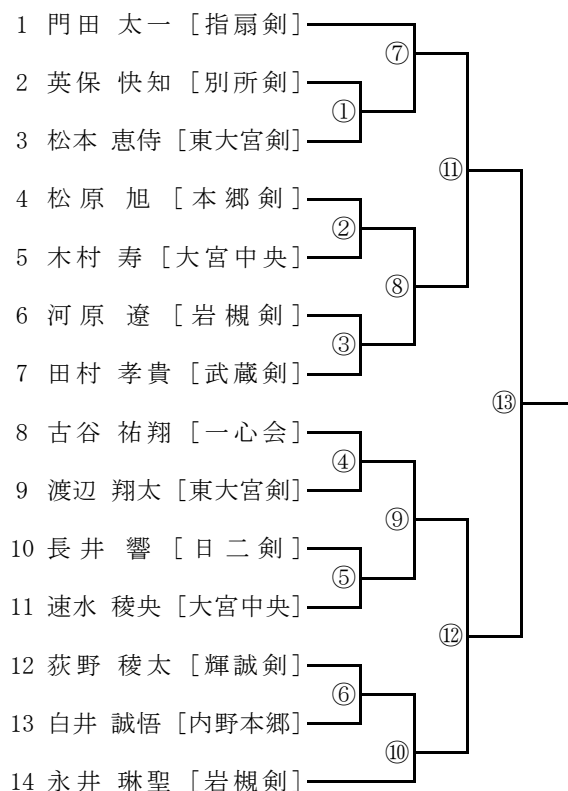 1 門田 太一 [指扇剣]
⑦
2 英保 快知 [別所剣]
①
3 松本 恵侍 [東大宮剣]
⑪
4 松原 旭 [本郷剣]
②
5 木村 寿 [大宮中央]
⑧
6 河原 遼 [岩槻剣]
③
7 田村 孝貴 [武蔵剣]
⑬
8 古谷 祐翔 [一心会]
④
9 渡辺 翔太 [東大宮剣]
⑨
10 長井 響 [日二剣]
⑤
11 速水 稜央 [大宮中央]
⑫
12 荻野 稜太 [輝誠剣]
⑥
13 白井 誠悟 [内野本郷]
⑩
14 永井 琳聖 [岩槻剣]